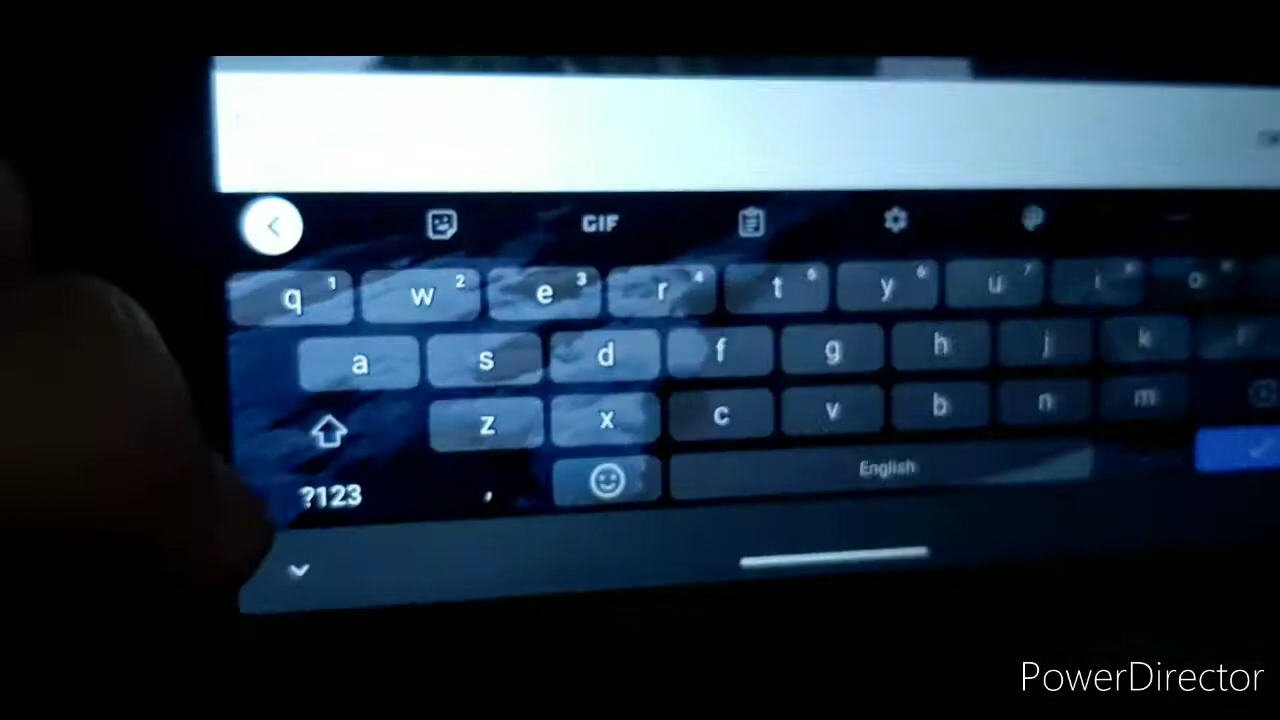 GIF
q 1 w 2 e 3 r 4 t 5 y 6 u 7 i o
a s d f g h j k
z x c v b n m
?123 , English
PowerDirector